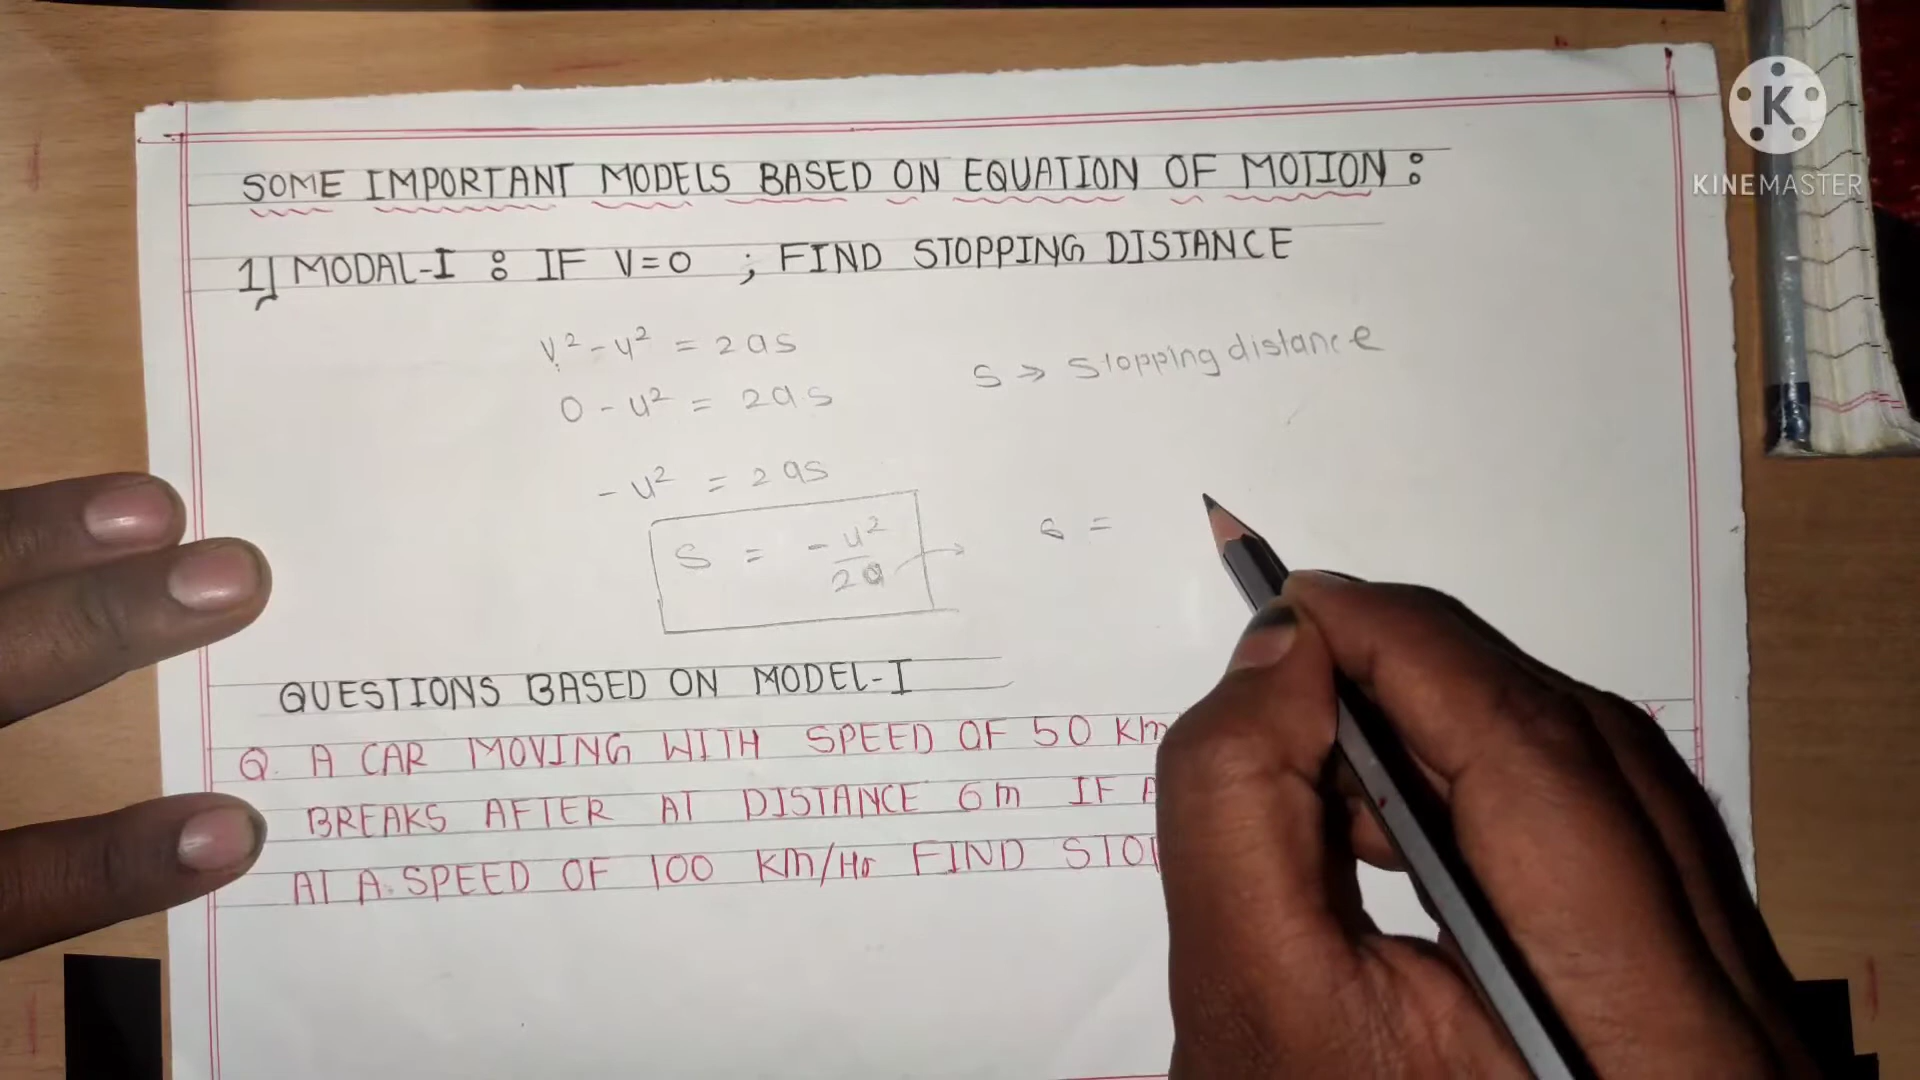 SOME IMPORTANT MODELS BASED ON EQUATION OF MOTION :
1] MODAL-I : IF V=0 ; FIND STOPPING DISTANCE
v² - u² = 2as
0 - u² = 2as
s => stopping distance
- u² = 2as
S = -u²/2a
s =
QUESTIONS BASED ON MODEL-I
Q. A CAR MOVING WITH SPEED OF 50 Km
BREAKS AFTER AT DISTANCE 6m IF
AT A SPEED OF 100 Km/Hr FIND STO
K
KINEMASTER